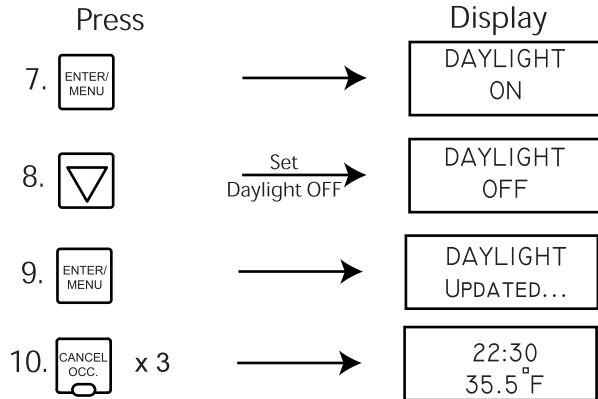 Press Display
7. ENTER/
MENU
DAYLIGHT
ON
8. Set
Daylight OFF
DAYLIGHT
OFF
9. ENTER/
MENU
DAYLIGHT
UPDATED...
10. CANCEL
OCC.
x 3
22:30
35.5°F